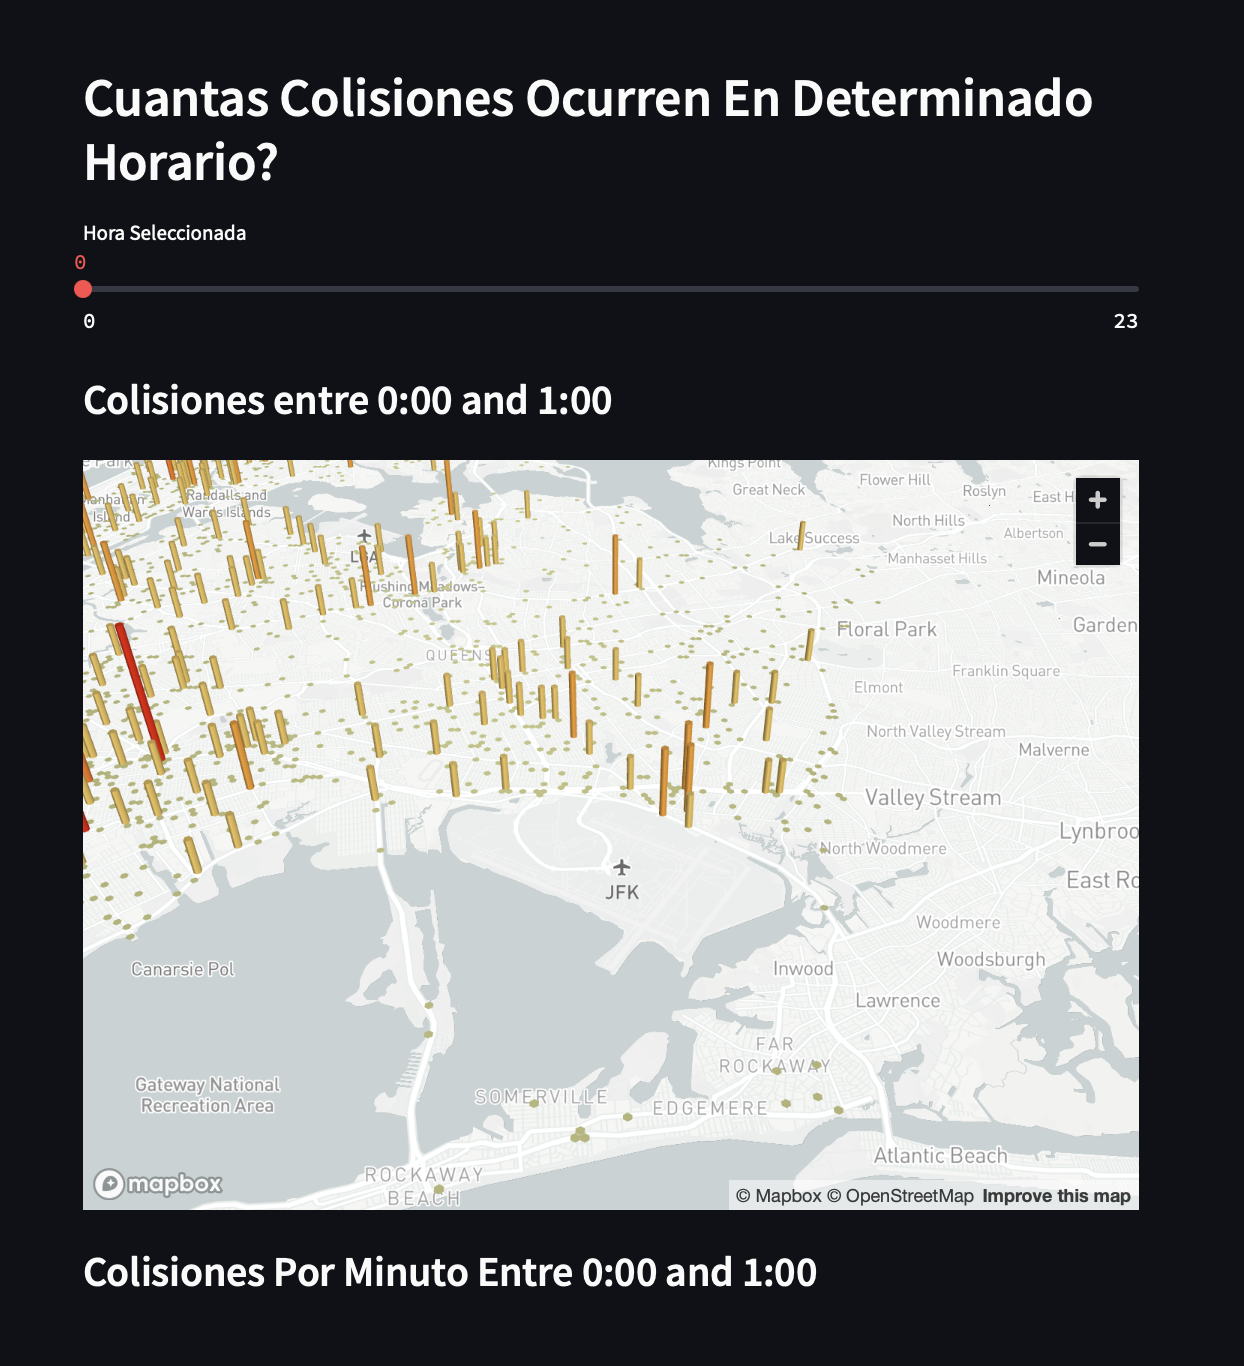 Cuantas Colisiones Ocurren En Determinado
Horario?
Hora Seleccionada
0
0
23
Colisiones entre 0:00 and 1:00
Kings Point
Great Neck
Flower Hill
Roslyn
East H
Randalls and
Wards Islands
Manhattan
Island
North Hills
Albertson
Lake Success
Manhasset Hills
LGA
Mineola
Flushing Meadows-
Corona Park
Floral Park
Garden
QUEENS
Franklin Square
Elmont
North Valley Stream
Malverne
Valley Stream
Lynbroo
North Woodmere
JFK
East Ro
Woodmere
Canarsie Pol
Inwood
Woodsburgh
Lawrence
FAR
ROCKAWAY
Gateway National
Recreation Area
SOMERVILLE
EDGEMERE
Atlantic Beach
ROCKAWAY
BEACH
mapbox
© Mapbox © OpenStreetMap Improve this map
Colisiones Por Minuto Entre 0:00 and 1:00